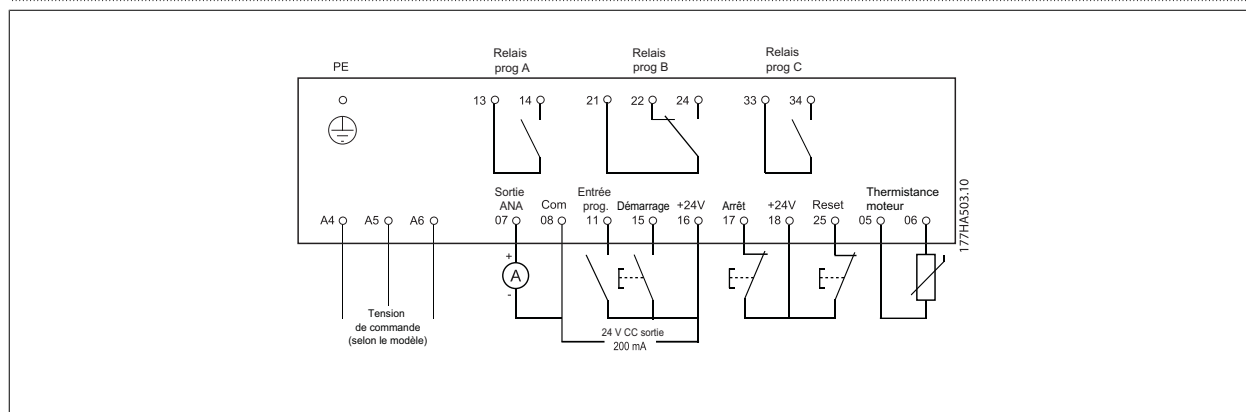 Relais
prog A
Relais
prog B
Relais
prog C
PE
13
14
21
22
24
33
34
Sortie
ANA
07
Com
08
Entrée
prog.
11
Démarrage
15
+24V
16
Arrêt
17
+24V
18
Reset
25
Thermistance
moteur
05
06
A4
A5
A6
177HA503.10
+
A
-
Tension
de commande
(selon le modèle)
24 V CC sortie
200 mA